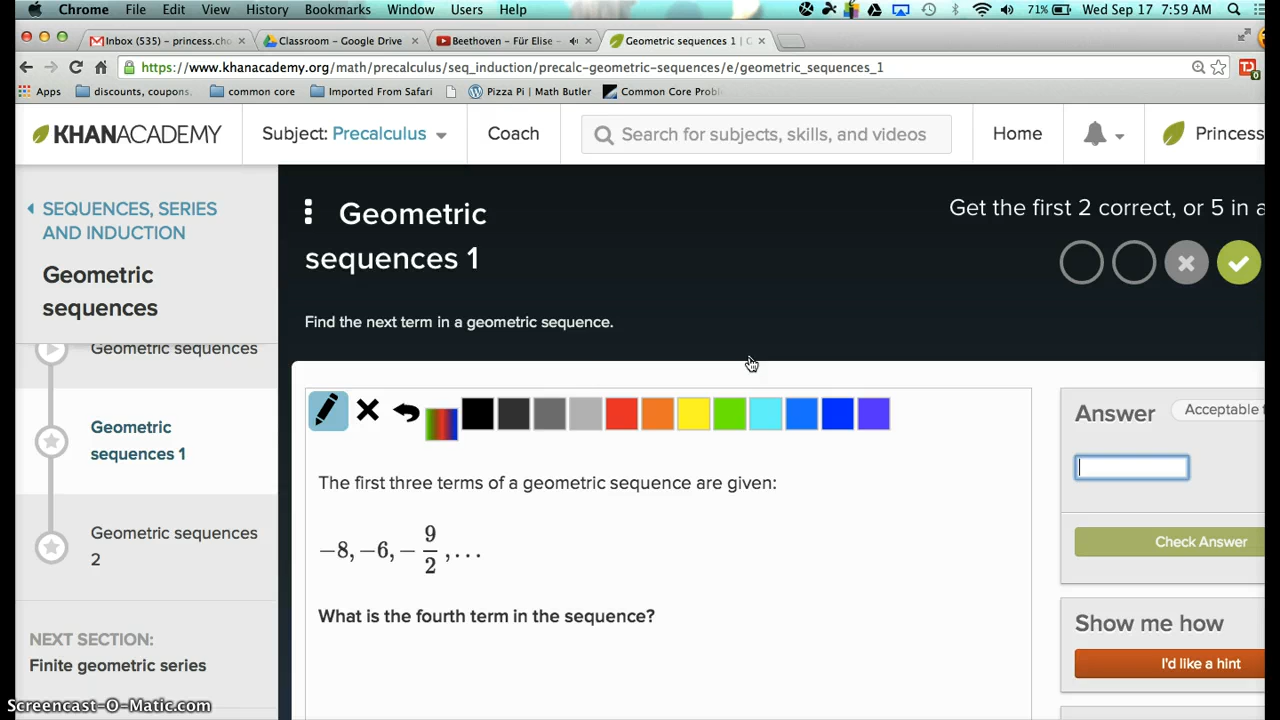 Chrome File Edit View History Bookmarks Window Users Help 71% Wed Sep 17 7:59 AM
Inbox (535) – princess.cho Classroom – Google Drive Beethoven – Für Elise – Geometric sequences 1 |
https://www.khanacademy.org/math/precalculus/seq_induction/precalc-geometric-sequences/e/geometric_sequences_1
Apps discounts, coupons, common core Imported From Safari Pizza Pi | Math Butler Common Core Prob
KHANACADEMY Subject: Precalculus Coach Search for subjects, skills, and videos Home Princess
SEQUENCES, SERIES
AND INDUCTION
Geometric
sequences
Geometric sequences
Geometric
sequences 1
Geometric sequences
2
NEXT SECTION:
Finite geometric series
Geometric
sequences 1
Get the first 2 correct, or 5 in a
Find the next term in a geometric sequence.
The first three terms of a geometric sequence are given:
−8, −6, −9/2, . . .
What is the fourth term in the sequence?
Answer Acceptable
Check Answer
Show me how
I'd like a hint
Screencast-O-Matic.com